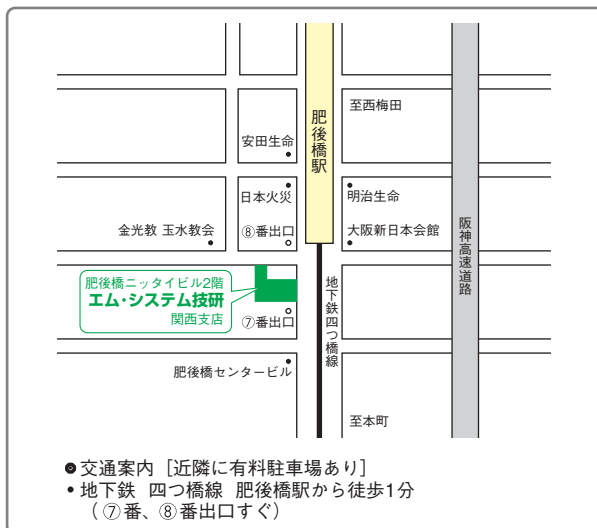 至西梅田
肥後橋駅
安田生命
日本火災
明治生命
金光教 玉水教会
⑧番出口
大阪新日本会館
阪神高速道路
肥後橋ニッタイビル2階
エム・システム技研
関西支店
⑦番出口
地下鉄四つ橋線
肥後橋センタービル
至本町
●交通案内 [近隣に有料駐車場あり]
・地下鉄 四つ橋線 肥後橋駅から徒歩1分
(⑦番、⑧番出口すぐ)